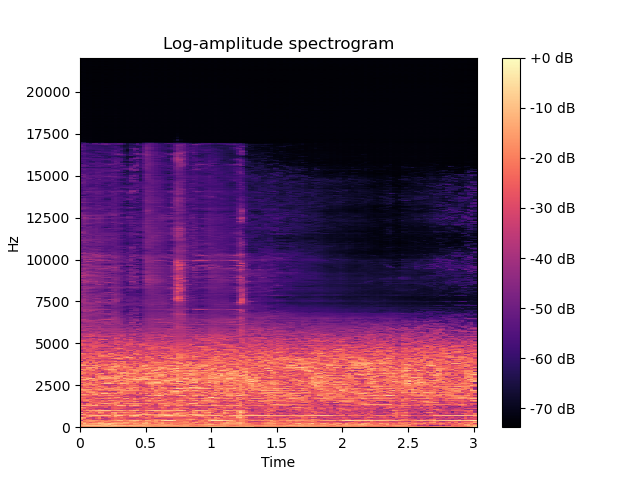 Log-amplitude spectrogram
Hz
20000
17500
15000
12500
10000
7500
5000
2500
0
0 0.5 1 1.5 2 2.5 3
Time
+0 dB
-10 dB
-20 dB
-30 dB
-40 dB
-50 dB
-60 dB
-70 dB